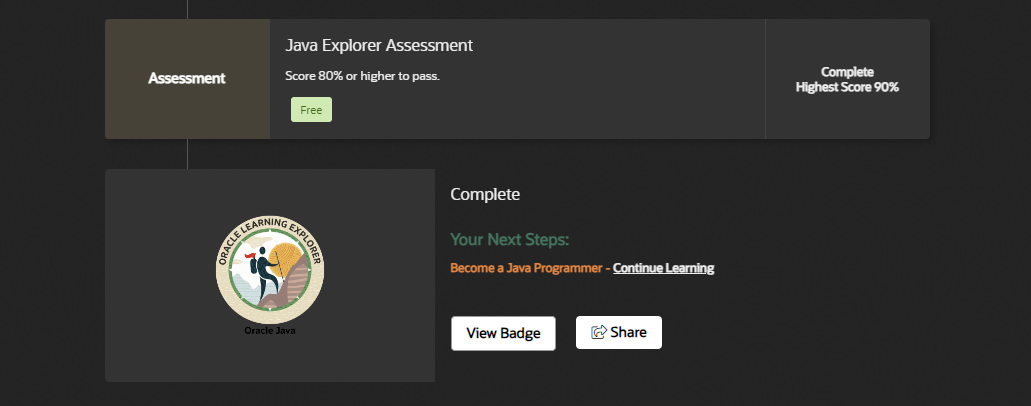 Assessment
Java Explorer Assessment
Score 80% or higher to pass.
Free
Complete
Highest Score 90%
ORACLE LEARNING EXPLORER
Oracle Java
Complete
Your Next Steps:
Become a Java Programmer - Continue Learning
View Badge
Share